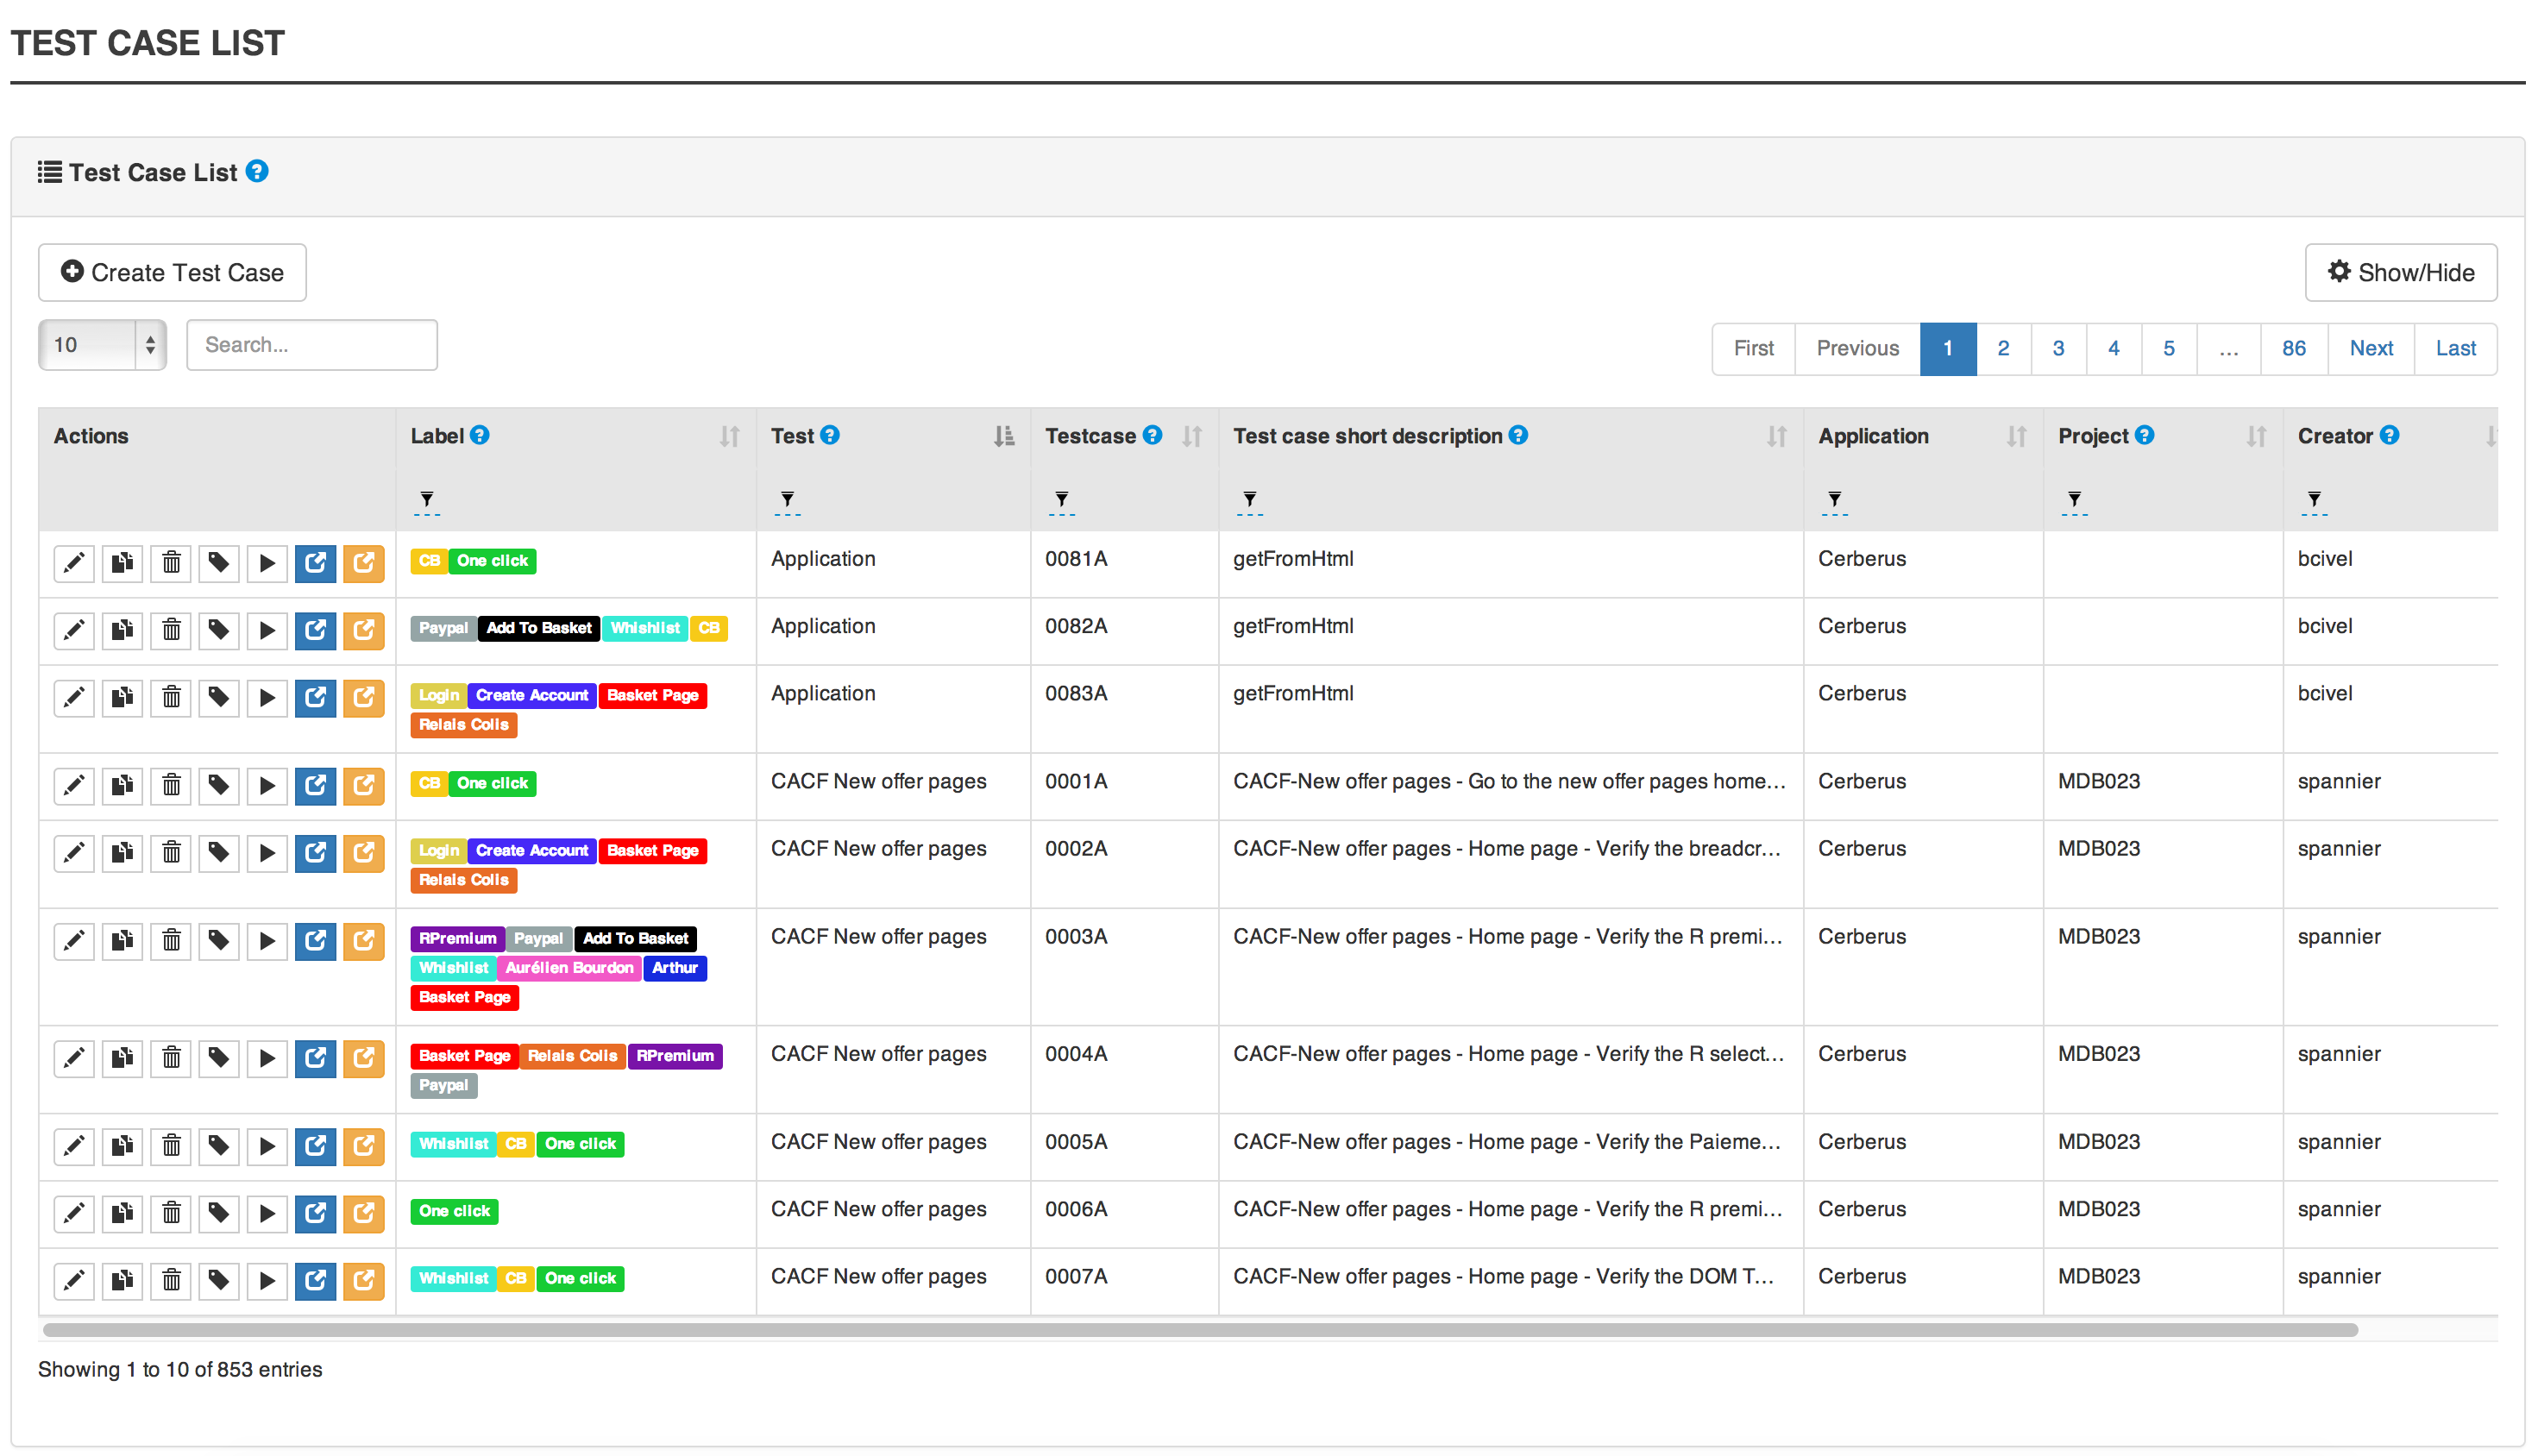 TEST CASE LIST
Test Case List ?
Create Test Case
Show/Hide
10
Search...
First Previous 1 2 3 4 5 ... 86 Next Last
Actions Label ? Test ? Testcase ? Test case short description ? Application Project ? Creator ?
CB One click Application 0081A getFromHtml Cerberus bcivel
Paypal Add To Basket Whishlist CB Application 0082A getFromHtml Cerberus bcivel
Login Create Account Basket Page Application 0083A getFromHtml Cerberus bcivel
Relais Colis
CB One click CACF New offer pages 0001A CACF-New offer pages - Go to the new offer pages home... Cerberus MDB023 spannier
Login Create Account Basket Page CACF New offer pages 0002A CACF-New offer pages - Home page - Verify the breadcr... Cerberus MDB023 spannier
Relais Colis
RPremium Paypal Add To Basket CACF New offer pages 0003A CACF-New offer pages - Home page - Verify the R premi... Cerberus MDB023 spannier
Whishlist Aurélien Bourdon Arthur
Basket Page
Basket Page Relais Colis RPremium CACF New offer pages 0004A CACF-New offer pages - Home page - Verify the R select... Cerberus MDB023 spannier
Paypal
Whishlist CB One click CACF New offer pages 0005A CACF-New offer pages - Home page - Verify the Paieme... Cerberus MDB023 spannier
One click CACF New offer pages 0006A CACF-New offer pages - Home page - Verify the R premi... Cerberus MDB023 spannier
Whishlist CB One click CACF New offer pages 0007A CACF-New offer pages - Home page - Verify the DOM T... Cerberus MDB023 spannier
Showing 1 to 10 of 853 entries